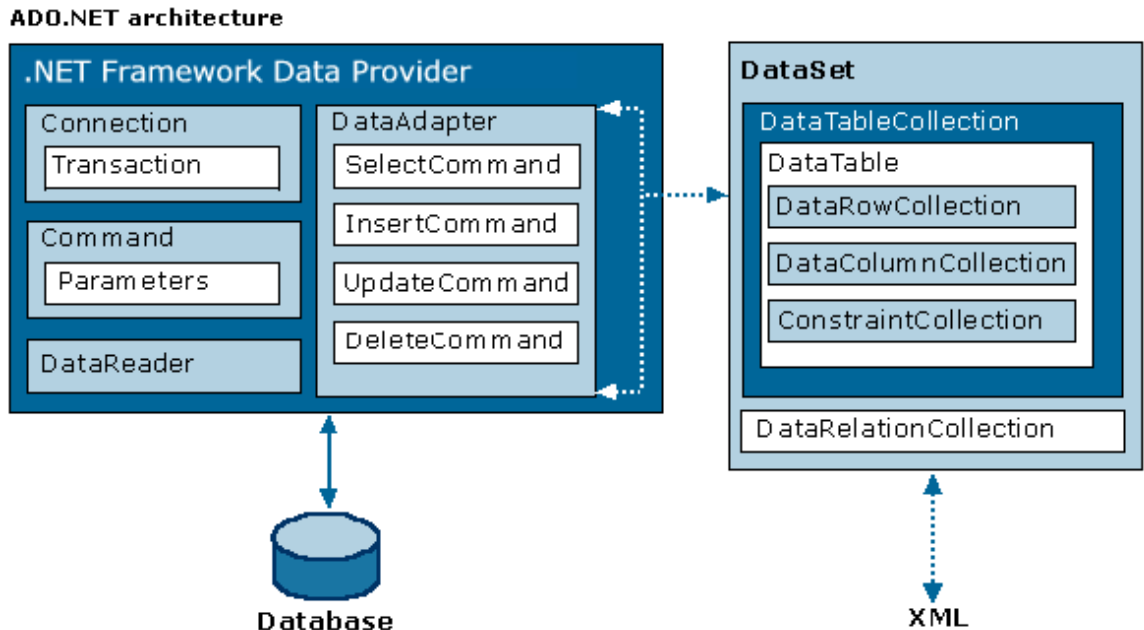 ADO.NET architecture
.NET Framework Data Provider
Connection
Transaction
Command
Parameters
DataReader
DataAdapter
SelectCommand
InsertCommand
UpdateCommand
DeleteCommand
Database
DataSet
DataTableCollection
DataTable
DataRowCollection
DataColumnCollection
ConstraintCollection
DataRelationCollection
XML